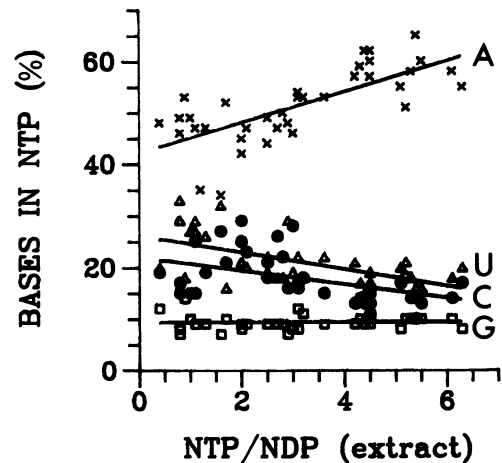 BASES IN NTP (%)
60
40
20
0
A
U
C
G
0 2 4 6
NTP/NDP (extract)